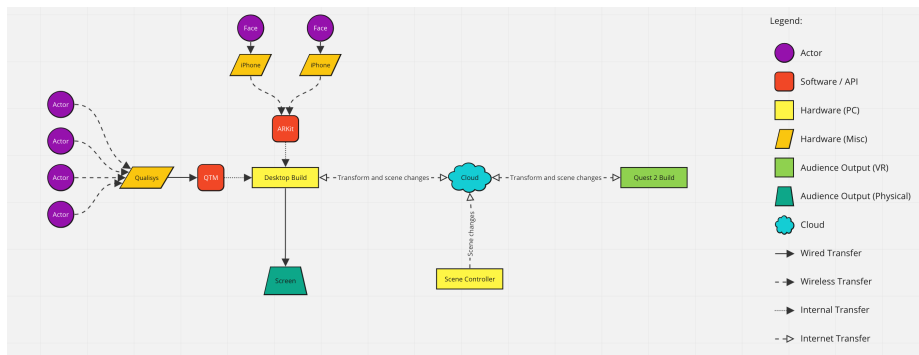 Face
Face
iPhone
iPhone
Actor
Actor
Actor
Actor
ARKit
Qualisys
QTM
Desktop Build
Transform and scene changes
Cloud
Transform and scene changes
Quest 2 Build
Scene changes
Screen
Scene Controller
Legend:
Actor
Software / API
Hardware (PC)
Hardware (Misc)
Audience Output (VR)
Audience Output (Physical)
Cloud
Wired Transfer
Wireless Transfer
Internal Transfer
Internet Transfer